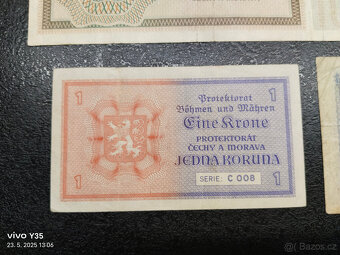 1
Protektorat
Böhmen und Mähren
Eine Krone
PROTEKTORÁT
ČECHY A MORAVA
JEDNA KORUNA
1
SERIE: C 008
1
vivo Y35
23. 5. 2025 13:06
Bazoš.cz